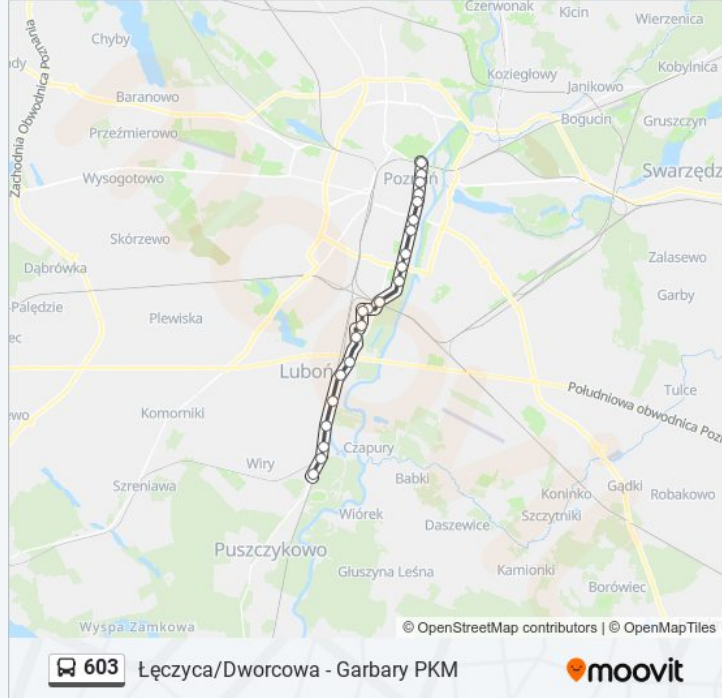 Czerwonak
Kicin
Wierzenica
Chyby
Koziegłowy
Kobylnica
Janikowo
Baranowo
Bogucin
Gruszczyn
Przeźmierowo
Zachodnia Obwodnica Poznania
Wysogotowo
Poznań
Swarzędz
Skórzewo
Dąbrówka
Zalasewo
-Palędzie
Garby
Plewiska
ec
Luboń
Tulce
Południowa obwodnica Pozn
ewo
Komorniki
Czapury
Wiry
Babki
Szreniawa
Gądki
Koninko
Robakowo
Wiórek
Szczytniki
Daszewice
Puszczykowo
Głuszyna Leśna
Kamionki
Borówiec
Wyspa Zamkowa
© OpenStreetMap contributors | © OpenMapTiles
603 Łęczyca/Dworcowa - Garbary PKM
moovit